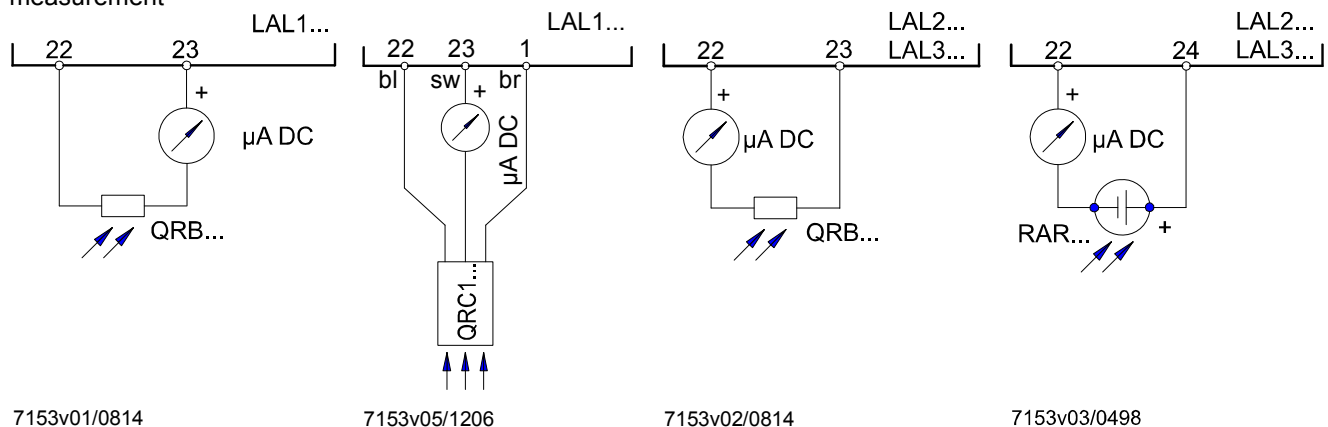 measurement
LAL1...
22 23
+
µA DC
QRB...
7153v01/0814
LAL1...
22 23 1
bl sw br
+
µA DC
QRC1...
7153v05/1206
LAL2...
22 23 LAL3...
+
µA DC
QRB...
7153v02/0814
LAL2...
22 24 LAL3...
+
µA DC
RAR... +
7153v03/0498